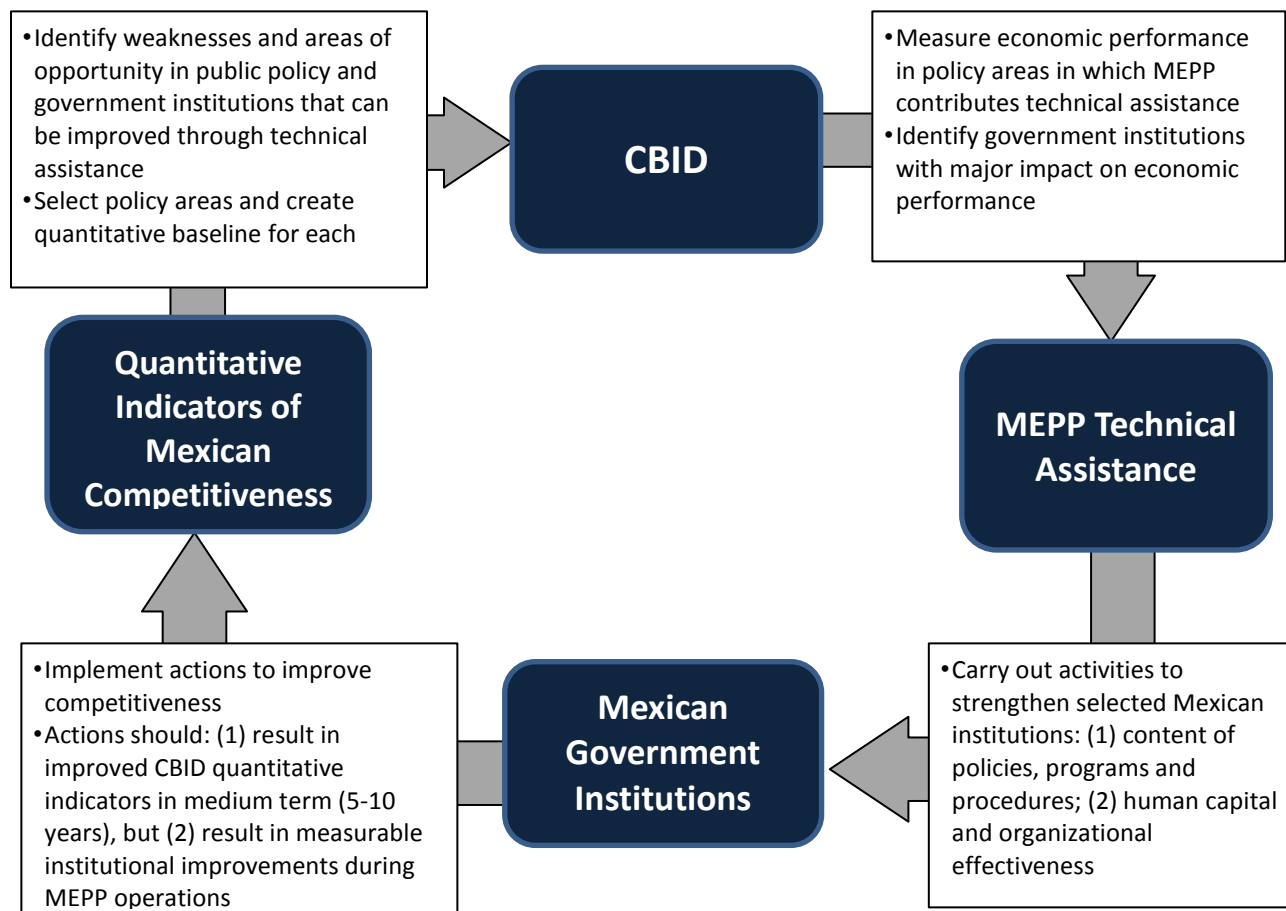 •Identify weaknesses and areas of
opportunity in public policy and
government institutions that can
be improved through technical
assistance
•Select policy areas and create
quantitative baseline for each
CBID
•Measure economic performance
in policy areas in which MEPP
contributes technical assistance
•Identify government institutions
with major impact on economic
performance
Quantitative
Indicators of
Mexican
Competitiveness
MEPP Technical
Assistance
•Implement actions to improve
competitiveness
•Actions should: (1) result in
improved CBID quantitative
indicators in medium term (5-10
years), but (2) result in measurable
institutional improvements during
MEPP operations
Mexican
Government
Institutions
•Carry out activities to
strengthen selected Mexican
institutions: (1) content of
policies, programs and
procedures; (2) human capital
and organizational
effectiveness